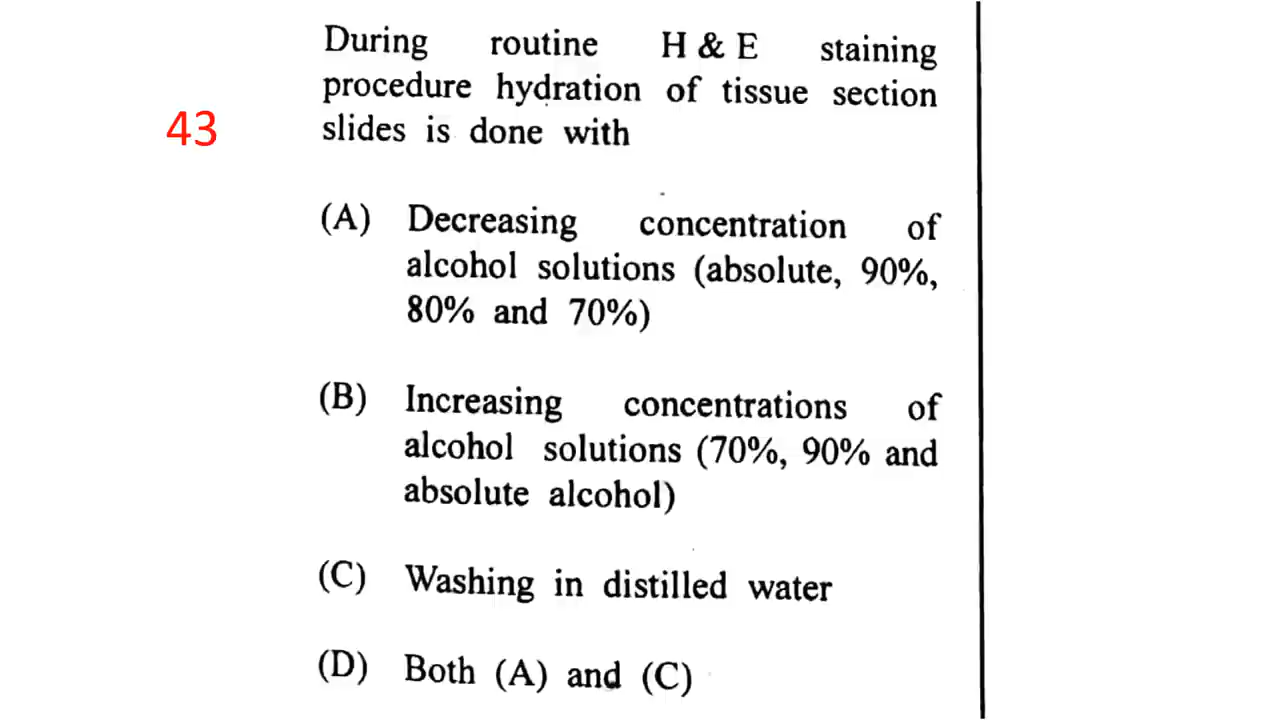 During routine H & E staining
procedure hydration of tissue section
43
slides is done with
(A) Decreasing concentration of
alcohol solutions (absolute, 90%,
80% and 70%)
(B) Increasing concentrations of
alcohol solutions (70%, 90% and
absolute alcohol)
(C) Washing in distilled water
(D) Both (A) and (C)